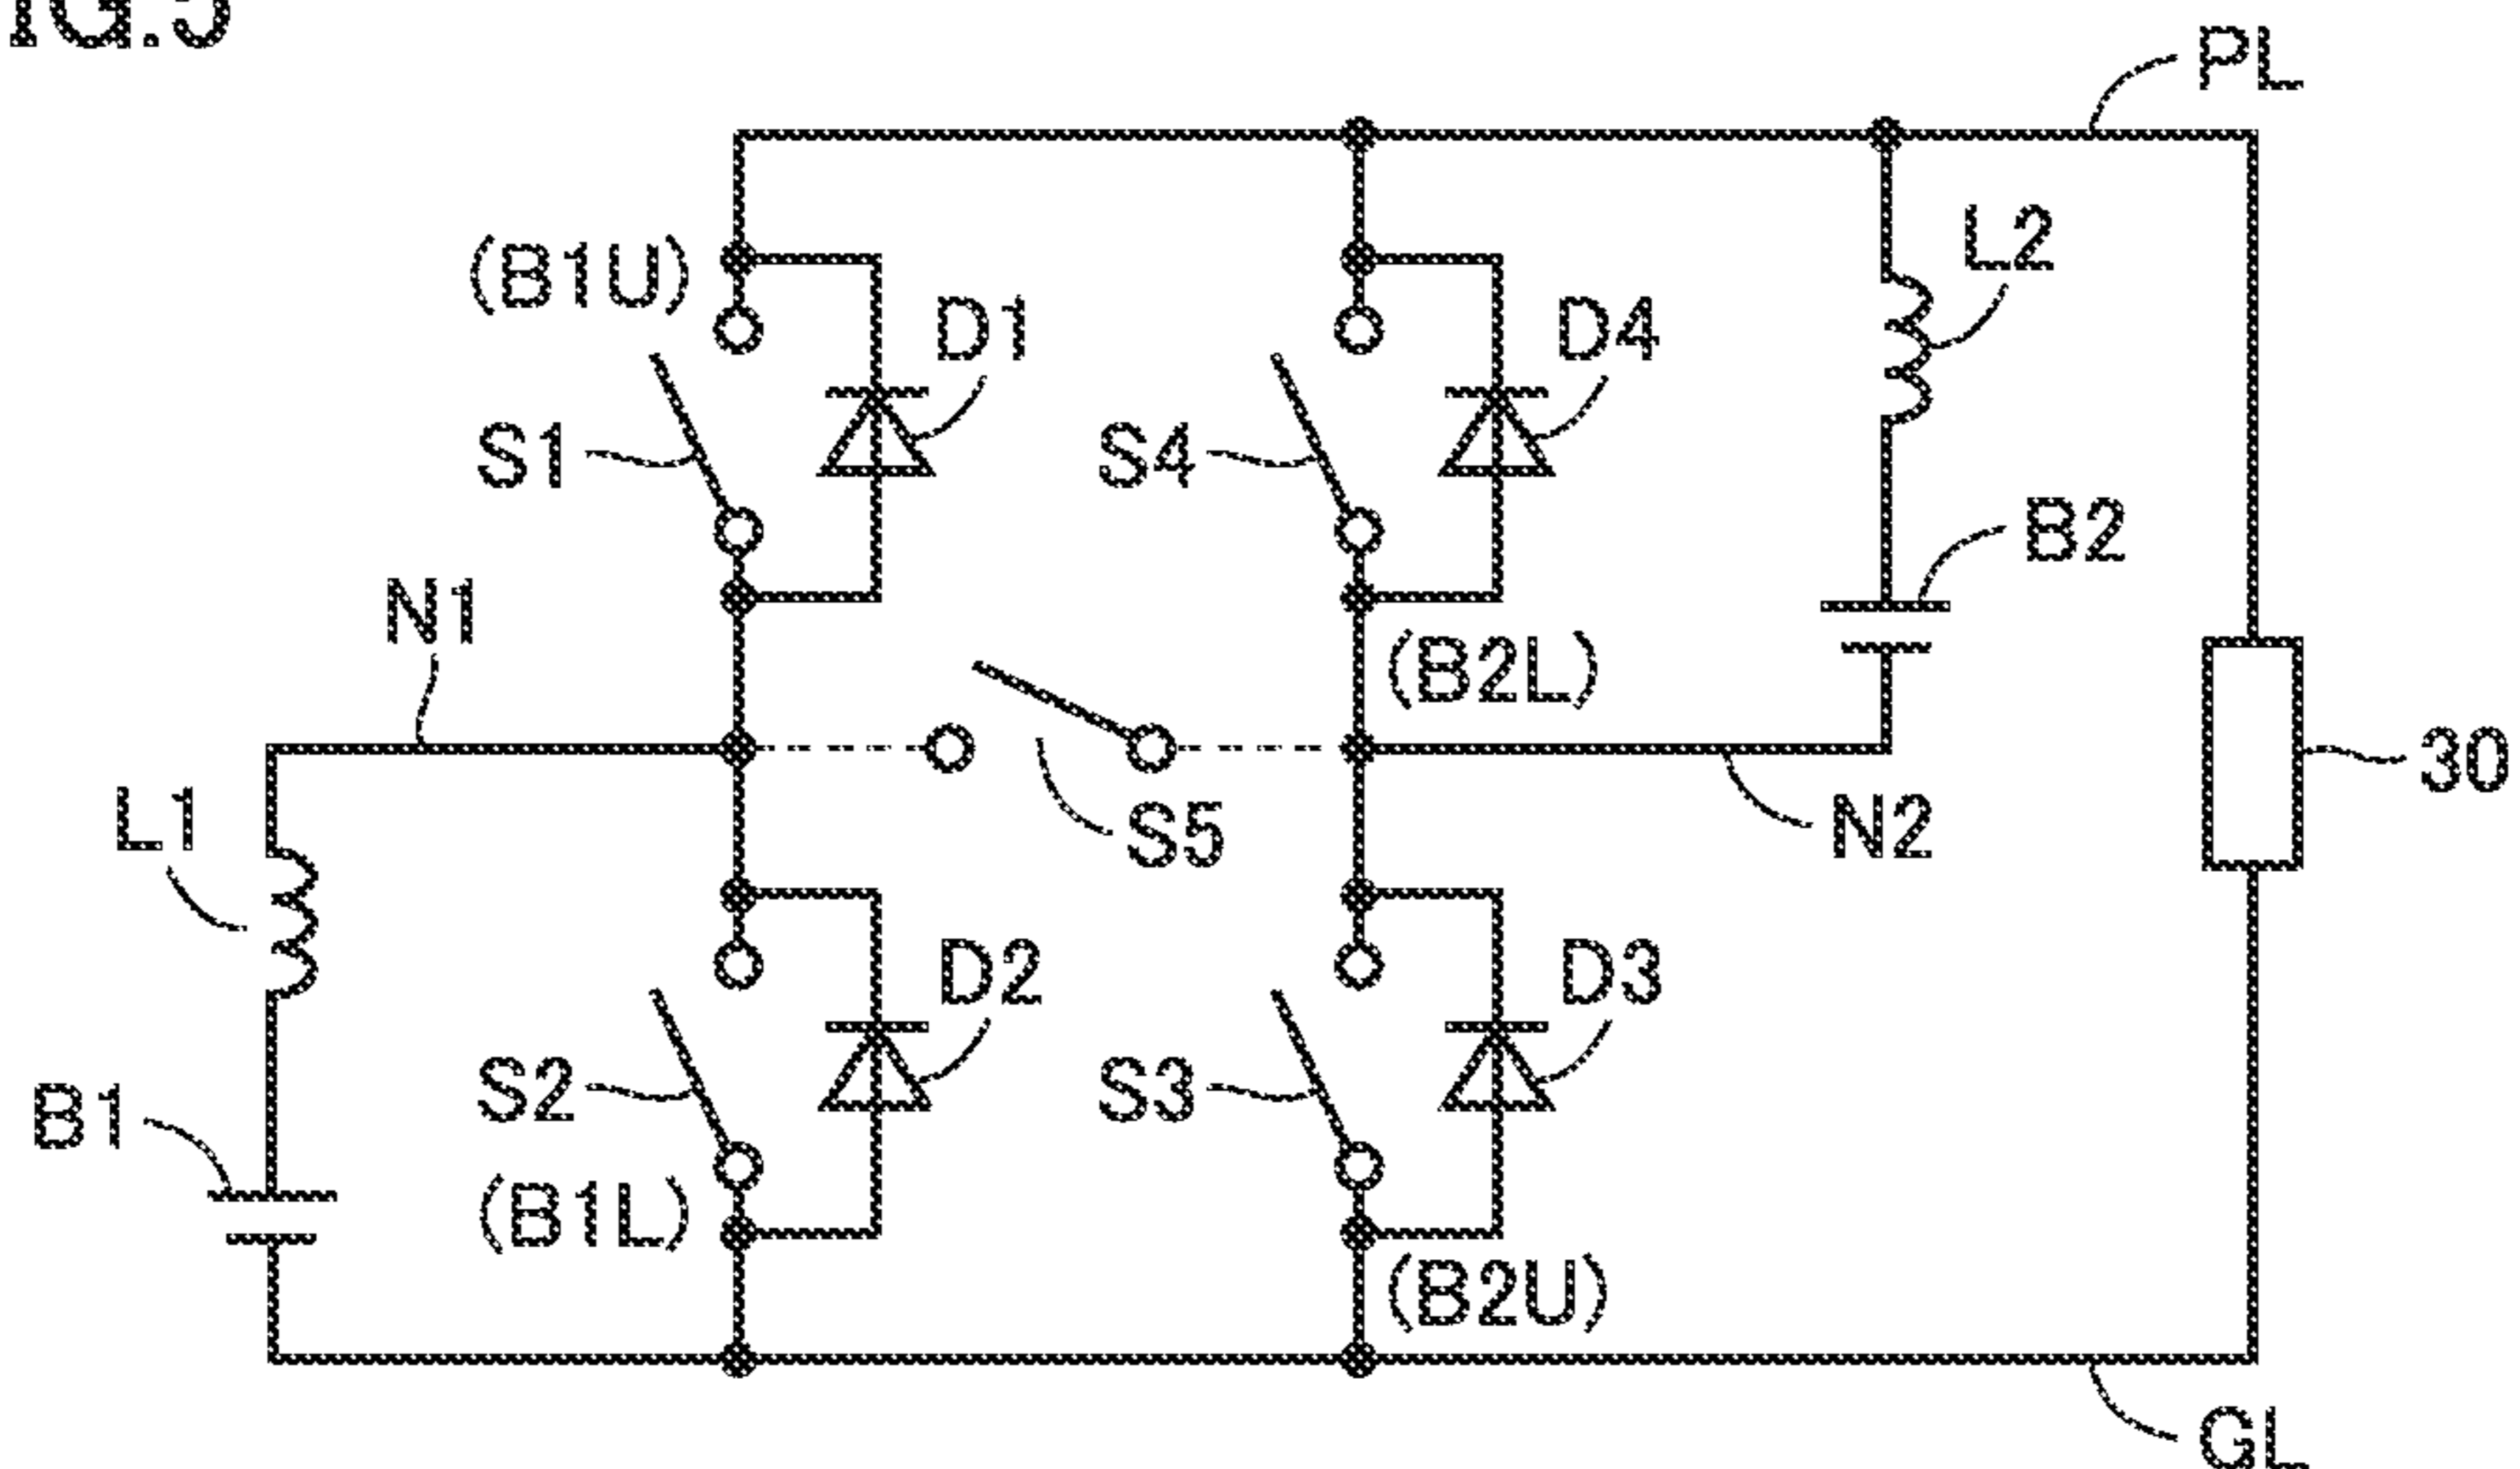 IG.5
PL
(B1U)
D1
D4
L2
S1
S4
B2
N1
(B2L)
30
L1
S5
N2
D2
D3
B1
S2
S3
(B1L)
(B2U)
GL